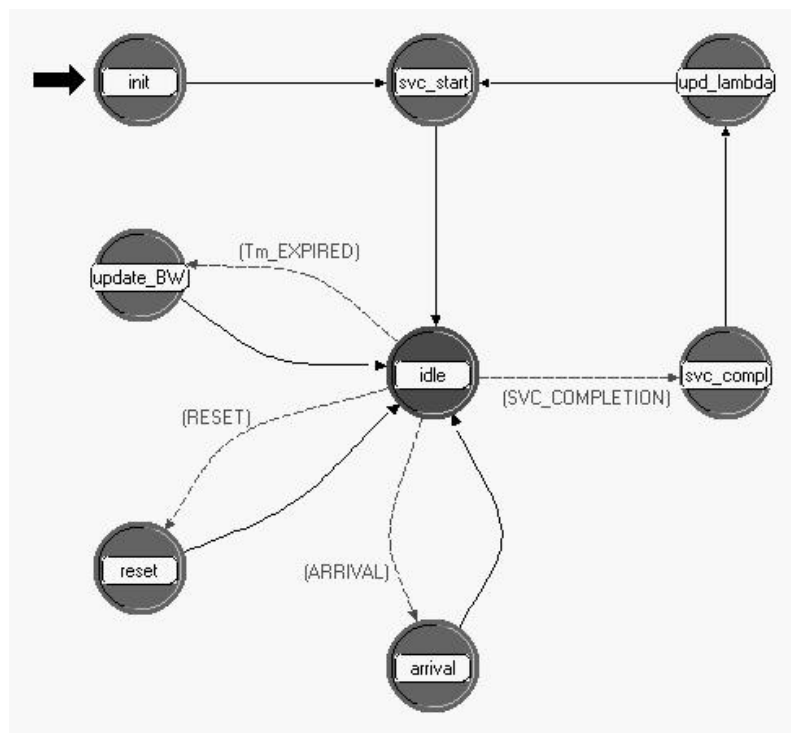 init
svc_start
upd_lambda
(Tm_EXPIRED)
update_BW
idle
svc_compl
(SVC_COMPLETION)
(RESET)
reset
(ARRIVAL)
arrival